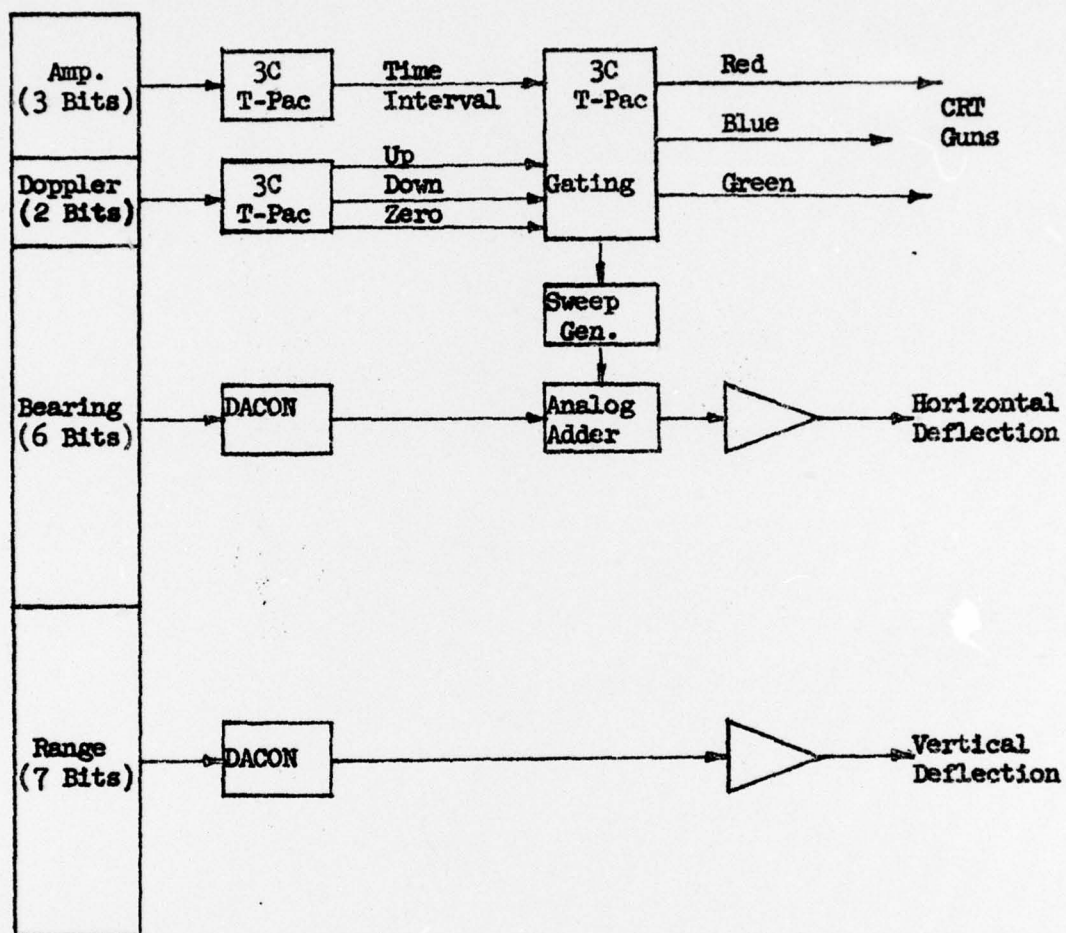 Amp.
(3 Bits)
3C
T-Pac
Time
Interval
3C
T-Pac
Gating
Red
Blue
Green
CRT
Guns
Doppler
(2 Bits)
3C
T-Pac
Up
Down
Zero
Sweep
Gen.
Bearing
(6 Bits)
DACON
Analog
Adder
Horizontal
Deflection
Range
(7 Bits)
DACON
Vertical
Deflection